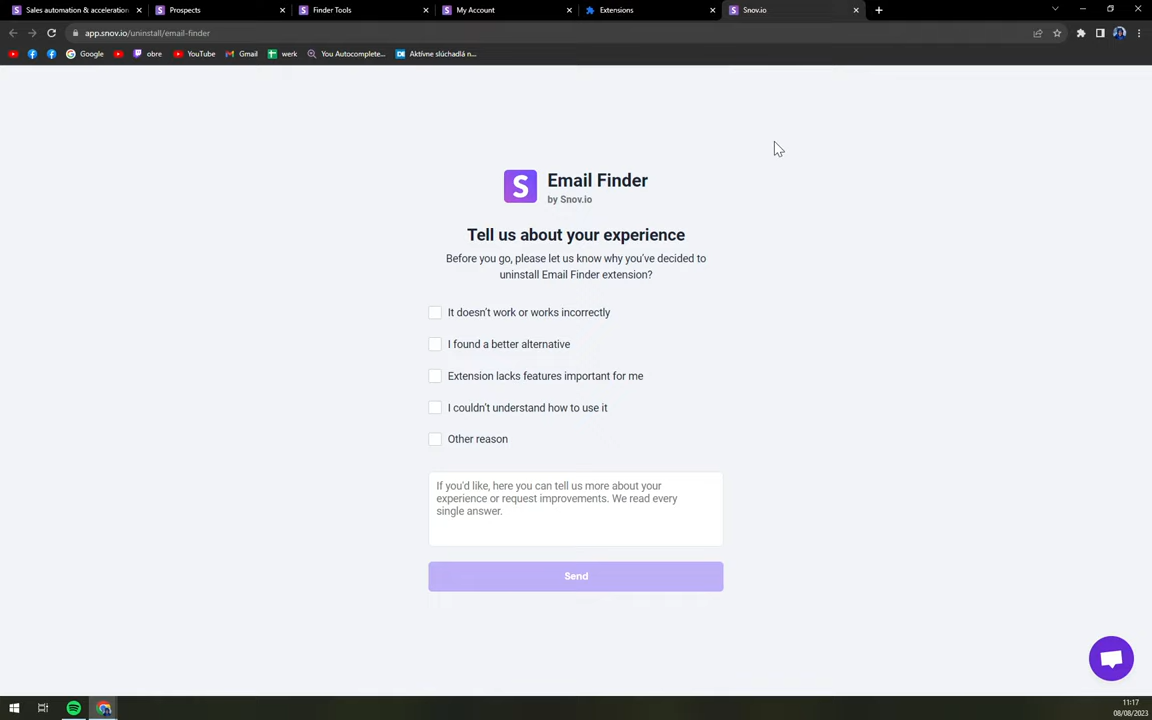 Sales automation & acceleration
Prospects
Finder Tools
My Account
Extensions
Snov.io
app.snov.io/uninstall/email-finder
Google
obre
YouTube
Gmail
werk
You Autocomplete...
Aktívne slúchadlá n...
S
Email Finder
by Snov.io
Tell us about your experience
Before you go, please let us know why you've decided to
uninstall Email Finder extension?
It doesn't work or works incorrectly
I found a better alternative
Extension lacks features important for me
I couldn't understand how to use it
Other reason
If you'd like, here you can tell us more about your
experience or request improvements. We read every
single answer.
Send
11:17
08/08/2023